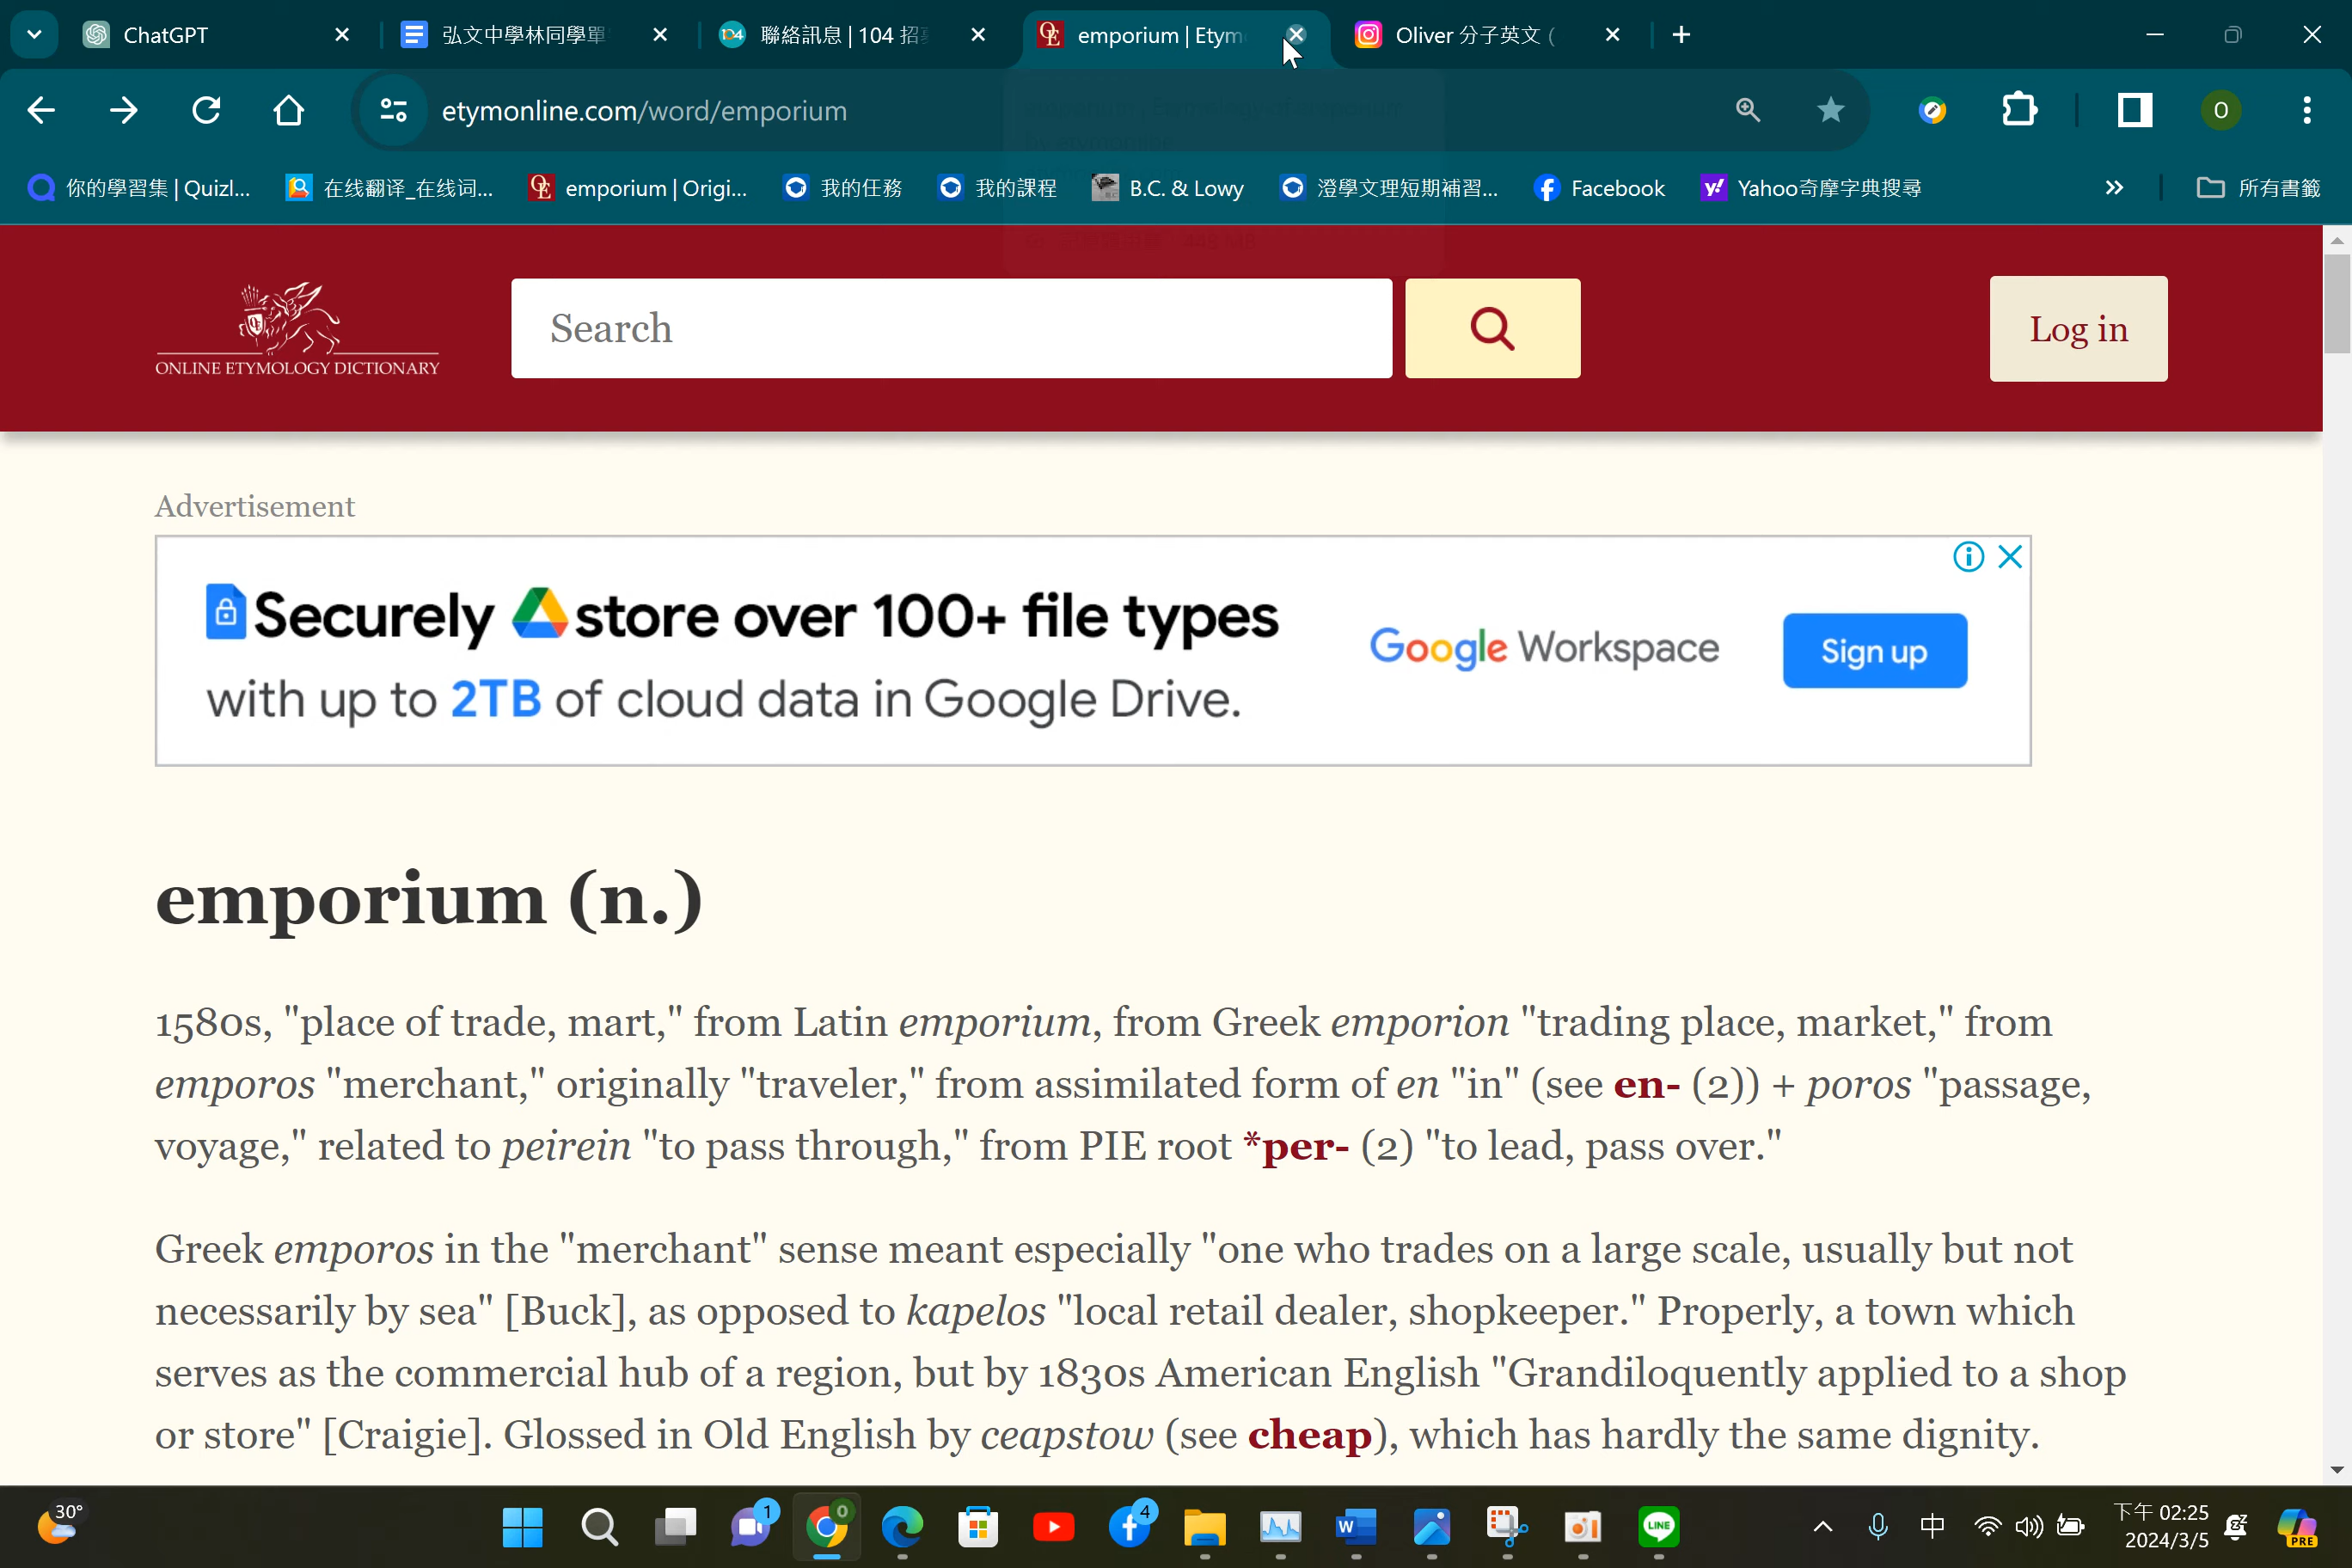 ChatGPT
弘文中學林同學單
聯絡訊息 | 104 招
emporium | Etym
Oliver 分子英文 (
etymonline.com/word/emporium
O
你的學習集 | Quizl...
在线翻译_在线词...
emporium | Origi...
我的任務
我的課程
B.C. & Lowy
澄學文理短期補習...
Facebook
Yahoo奇摩字典搜尋
所有書籤
ONLINE ETYMOLOGY DICTIONARY
Search
Log in
Advertisement
Securely store over 100+ file types
with up to 2TB of cloud data in Google Drive.
Google Workspace
Sign up
emporium (n.)
1580s, "place of trade, mart," from Latin emporium, from Greek emporion "trading place, market," from
emporos "merchant," originally "traveler," from assimilated form of en "in" (see en- (2)) + poros "passage,
voyage," related to peirein "to pass through," from PIE root *per- (2) "to lead, pass over."
Greek emporos in the "merchant" sense meant especially "one who trades on a large scale, usually but not
necessarily by sea" [Buck], as opposed to kapelos "local retail dealer, shopkeeper." Properly, a town which
serves as the commercial hub of a region, but by 1830s American English "Grandiloquently applied to a shop
or store" [Craigie]. Glossed in Old English by ceapstow (see cheap), which has hardly the same dignity.
30°
1
0
4
LINE
中
下午 02:25
2024/3/5
PRE